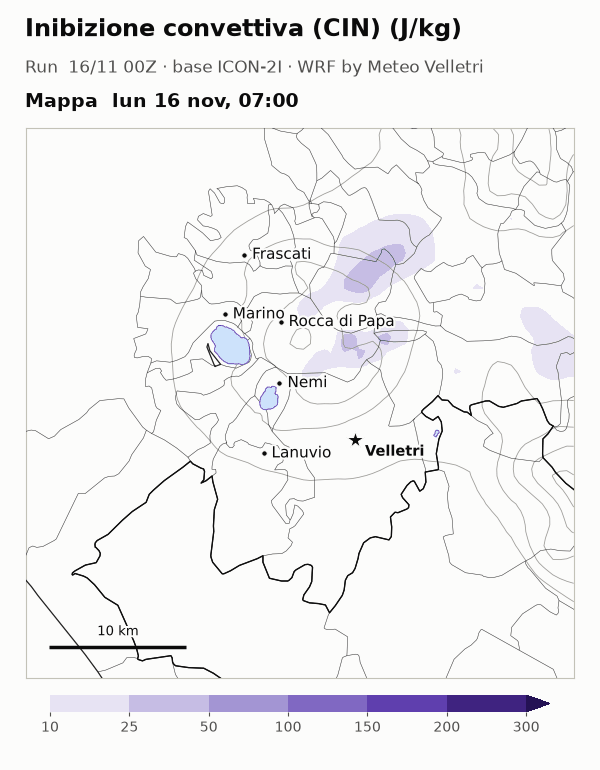 Inibizione convettiva (CIN) (J/kg)
Run  16/11 00Z · base ICON-2I · WRF by Meteo Velletri
Mappa  lun 16 nov, 07:00
Frascati
Marino
Rocca di Papa
Nemi
Velletri
Lanuvio
10 km
10 25 50 100 150 200 300